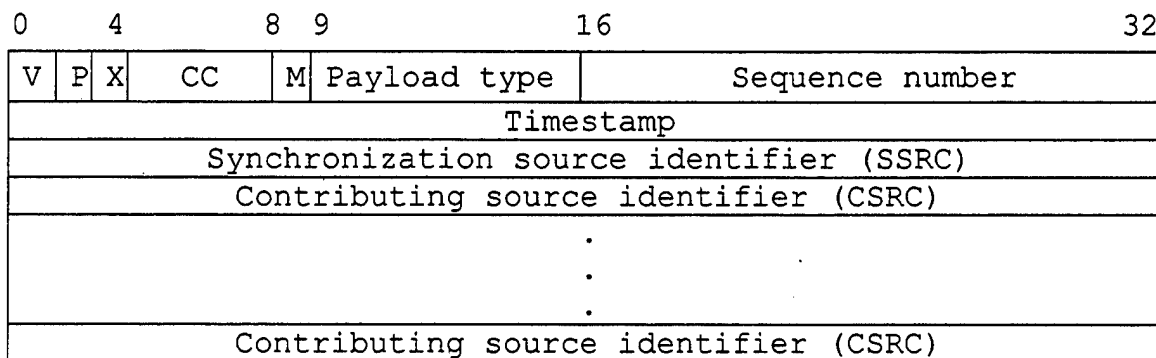 0 4 8 9 16 32
V P X CC M Payload type Sequence number
Timestamp
Synchronization source identifier (SSRC)
Contributing source identifier (CSRC)
.
.
.
Contributing source identifier (CSRC)